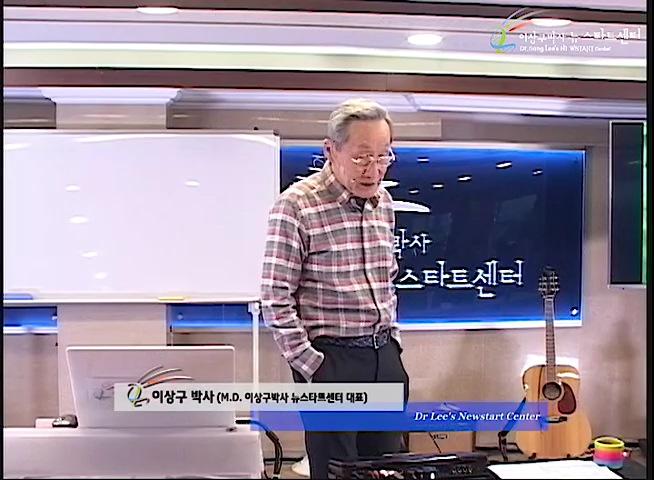 이상구박사 뉴스타트센터
Dr. Sang Lee's NEWSTART Center
박사
스타트센터
이상구 박사 (M.D. 이상구박사 뉴스타트센터 대표)
Dr Lee's Newstart Center